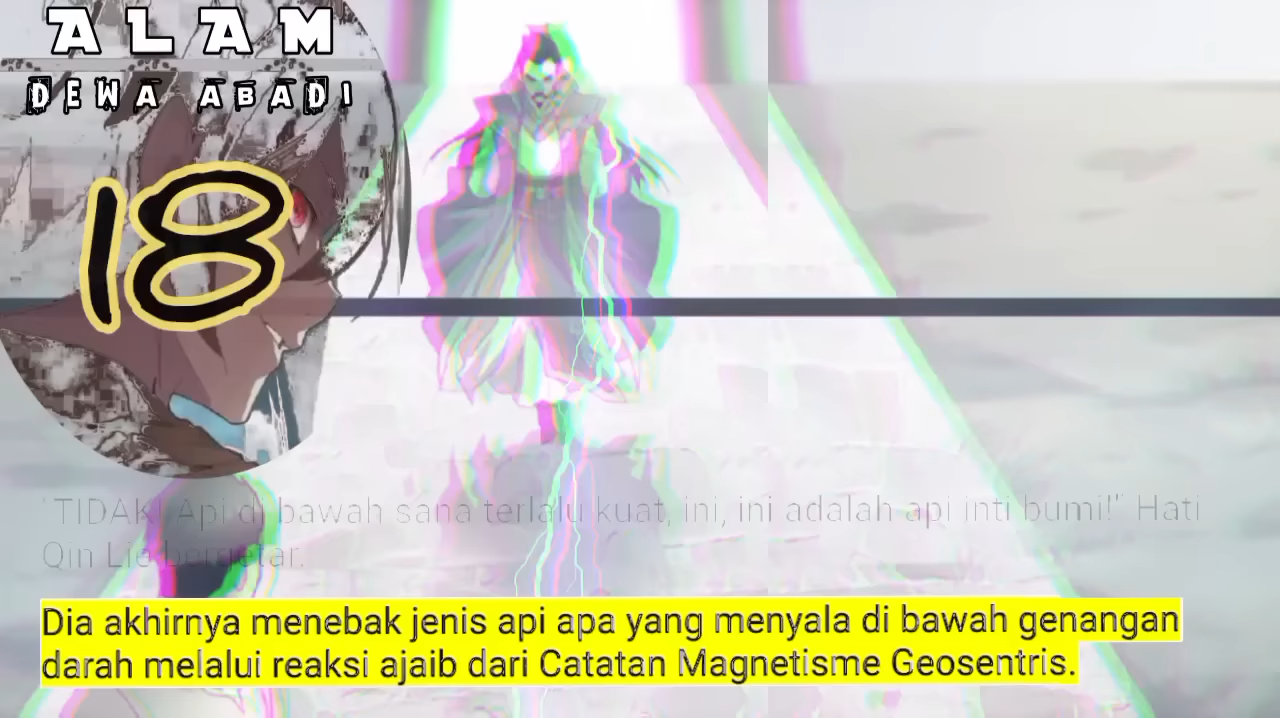 ALAM
DEWA ABADI
18
"TIDAK! Api di bawah sana terlalu kuat, ini, ini adalah api inti bumi!" Hati
Qin Lie bergetar.
Dia akhirnya menebak jenis api apa yang menyala di bawah genangan
darah melalui reaksi ajaib dari Catatan Magnetisme Geosentris.